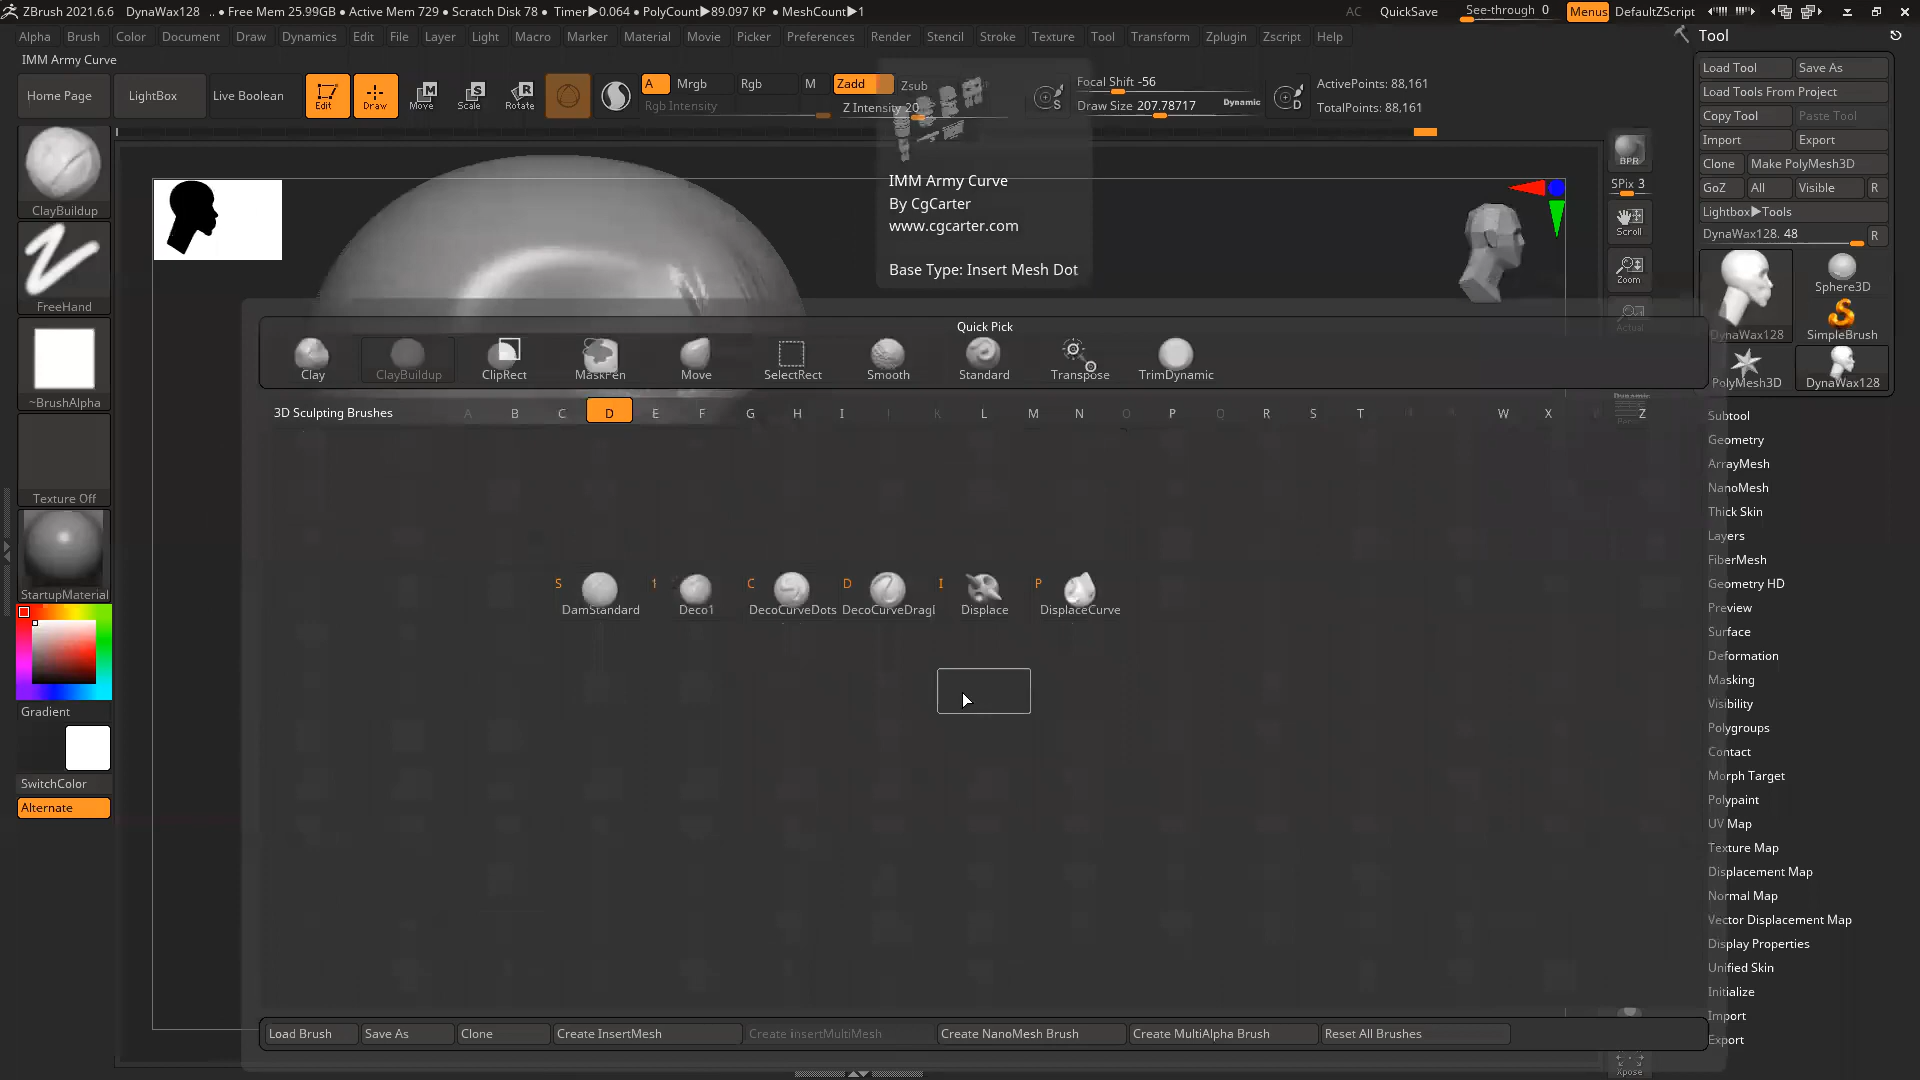 ZBrush 2021.6.6 DynaWax128 .. ● Free Mem 25.99GB ● Active Mem 729 ● Scratch Disk 78 ● Timer▶0.064 ● PolyCount▶89.097 KP ● MeshCount▶1 AC QuickSave See-through 0 Menus DefaultZScript
Alpha Brush Color Document Draw Dynamics Edit File Layer Light Macro Marker Material Movie Picker Preferences Render Stencil Stroke Texture Tool Transform Zplugin Zscript Help
IMM Army Curve
Home Page LightBox Live Boolean Edit Draw Move Scale Rotate
M S R
A Mrgb Rgb M Zadd Zsub
Rgb Intensity Z Intensity 20
Focal Shift -56
Draw Size 207.78717 Dynamic
S D
ActivePoints: 88,161
TotalPoints: 88,161
ClayBuildup
FreeHand
~BrushAlpha
Texture Off
StartupMaterial
Gradient
SwitchColor
Alternate
IMM Army Curve
By CgCarter
www.cgcarter.com
Base Type: Insert Mesh Dot
Quick Pick
Clay ClayBuildup ClipRect MaskPen Move SelectRect Smooth Standard Transpose TrimDynamic
3D Sculpting Brushes A B C D E F G H I K L M N O P Q R S T W X Z
S DamStandard
1 Deco1
C DecoCurveDots
D DecoCurveDragI
I Displace
P DisplaceCurve
Load Brush Save As Clone Create InsertMesh Create InsertMultiMesh Create NanoMesh Brush Create MultiAlpha Brush Reset All Brushes
BPR
SPix 3
Scroll
Zoom
Actual
Dynamic
Xpose
Tool
Load Tool Save As
Load Tools From Project
Copy Tool Paste Tool
Import Export
Clone Make PolyMesh3D
GoZ All Visible R
Lightbox▶Tools
DynaWax128. 48 R
Sphere3D
DynaWax128 SimpleBrush
PolyMesh3D DynaWax128
Subtool
Geometry
ArrayMesh
NanoMesh
Thick Skin
Layers
FiberMesh
Geometry HD
Preview
Surface
Deformation
Masking
Visibility
Polygroups
Contact
Morph Target
Polypaint
UV Map
Texture Map
Displacement Map
Normal Map
Vector Displacement Map
Display Properties
Unified Skin
Initialize
Import
Export